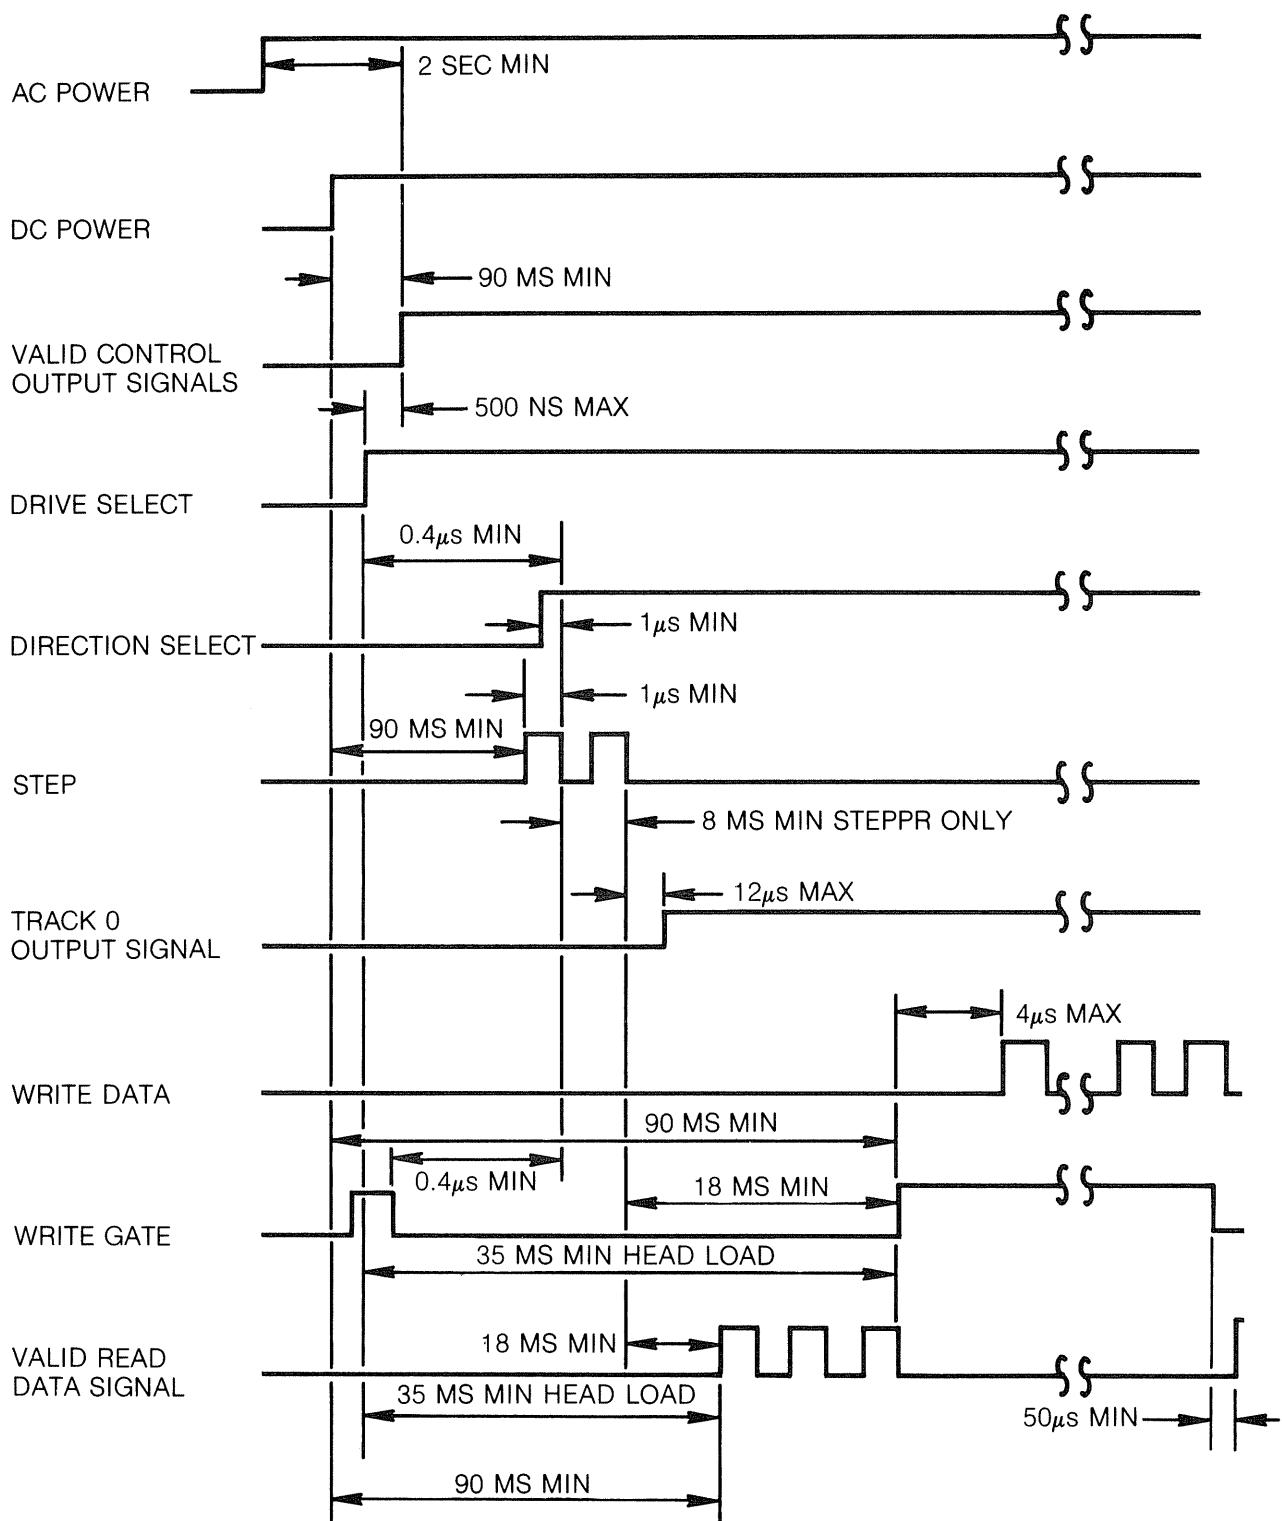 2 SEC MIN
AC POWER
DC POWER
90 MS MIN
VALID CONTROL
OUTPUT SIGNALS
500 NS MAX
DRIVE SELECT
0.4μs MIN
1μs MIN
DIRECTION SELECT
1μs MIN
90 MS MIN
STEP
8 MS MIN STEPPR ONLY
12μs MAX
TRACK 0
OUTPUT SIGNAL
4μs MAX
WRITE DATA
90 MS MIN
0.4μs MIN
18 MS MIN
WRITE GATE
35 MS MIN HEAD LOAD
18 MS MIN
VALID READ
DATA SIGNAL
35 MS MIN HEAD LOAD
50μs MIN
90 MS MIN